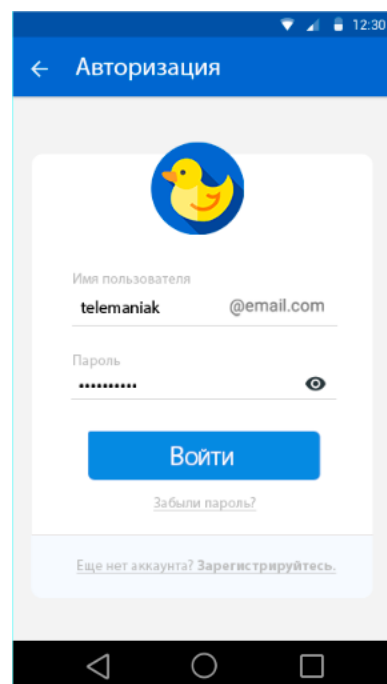 12:30
Авторизация
Имя пользователя
telemaniak @email.com
Пароль
••••••••••
Войти
Забыли пароль?
Еще нет аккаунта? Зарегистрируйтесь.